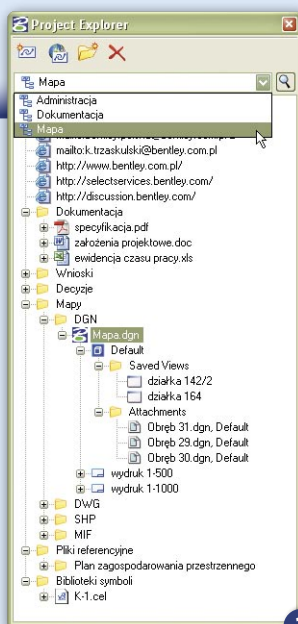 Project Explorer
Mapa
Administracja
Dokumentacja
Mapa
mailto:k.trzaskulski@bentley.com.pl
http://www.bentley.com.pl/
http://selectservices.bentley.com/
http://discussion.bentley.com/
Dokumentacja
specyfikacja.pdf
założenia projektowe.doc
ewidencja czasu pracy.xls
Wnioski
Decyzje
Mapy
DGN
Mapa.dgn
Default
Saved Views
działka 142/2
działka 164
Attachments
Obręb 31.dgn, Default
Obręb 29.dgn, Default
Obręb 30.dgn, Default
wydruk 1-500
wydruk 1-1000
DWG
SHP
MIF
Pliki referencyjne
Plan zagospodarowania przestrzennego
Biblioteki symboli
K-1.cel